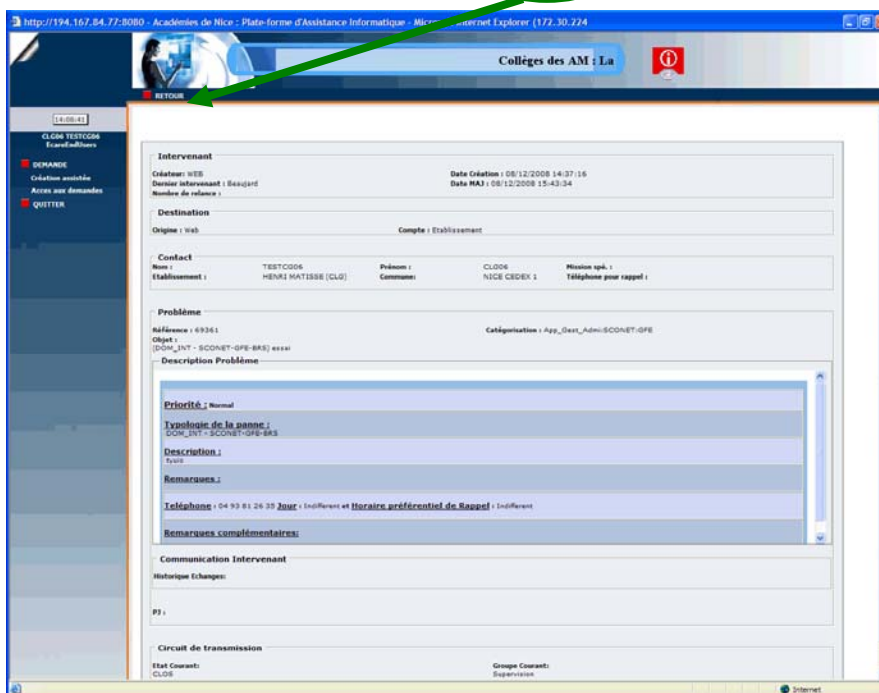 http://194.167.84.77:8080 - Académies de Nice : Plate-forme d'Assistance Informatique - Microsoft Internet Explorer (172.30.224
Collèges des AM : La
RETOUR
14:08:41
CLG06 TESTCG06
EcareEndUsers
DEMANDE
Création assistée
Acces aux demandes
QUITTER
Intervenant
Créateur: WEB Date Création : 08/12/2008 14:37:16
Dernier intervenant : Beaujard Date MAJ : 08/12/2008 15:43:34
Nombre de relance :
Destination
Origine : Web Compte : Etablissement
Contact
Nom : TESTCG06 Prénom : CLG06 Mission spé. :
Etablissement : HENRI MATISSE (CLG) Commune: NICE CEDEX 1 Téléphone pour rappel :
Problème
Référence : 69361 Catégorisation : App_Gest_Admi:SCONET:GFE
Objet :
[DOM_INT - SCONET-GFE-BRS] essai
Description Problème
Priorité : Normal
Typologie de la panne :
DOM_INT - SCONET-GFE-BRS
Description :
Remarques :
Teléphone : 04 93 81 26 35 Jour : Indifferent et Horaire préférentiel de Rappel : Indifferent
Remarques complémentaires:
Communication Intervenant
Historique Echanges:
PJ :
Circuit de transmission
Etat Courant: Groupe Courant:
CLOS Supervision
Internet